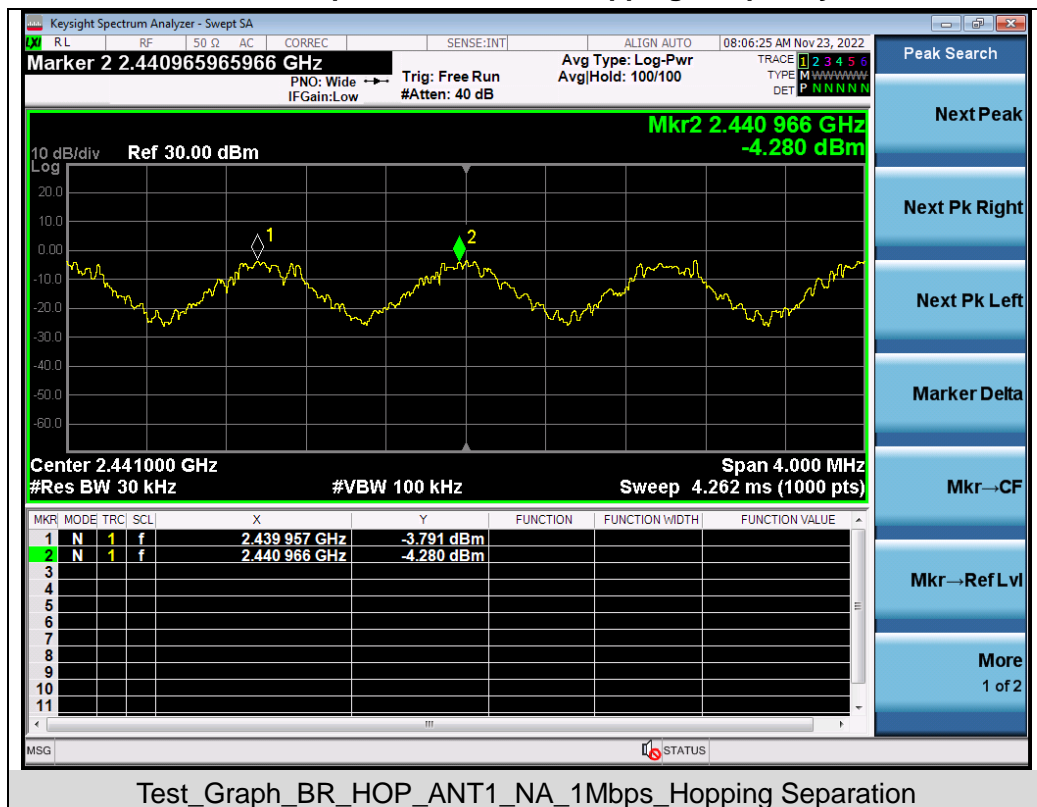 Keysight Spectrum Analyzer - Swept SA
LXI RL RF 50 Ω AC CORREC SENSE:INT ALIGN AUTO 08:06:25 AM Nov 23, 2022
Marker 2 2.440965965966 GHz
PNO: Wide
IFGain:Low
Trig: Free Run
#Atten: 40 dB
Avg Type: Log-Pwr
Avg|Hold: 100/100
TRACE 1 2 3 4 5 6
TYPE M WWWWW
DET P N N N N N
Mkr2 2.440 966 GHz
-4.280 dBm
10 dB/div Ref 30.00 dBm
Log
20.0
10.0
0.00
-10.0
-20.0
-30.0
-40.0
-50.0
-60.0
1
2
Center 2.441000 GHz Span 4.000 MHz
#Res BW 30 kHz #VBW 100 kHz Sweep 4.262 ms (1000 pts)
MKR MODE TRC SCL X Y FUNCTION FUNCTION WIDTH FUNCTION VALUE
1 N 1 f 2.439 957 GHz -3.791 dBm
2 N 1 f 2.440 966 GHz -4.280 dBm
3
4
5
6
7
8
9
10
11
MSG STATUS
Peak Search
Next Peak
Next Pk Right
Next Pk Left
Marker Delta
Mkr→CF
Mkr→Ref Lvl
More
1 of 2
Test_Graph_BR_HOP_ANT1_NA_1Mbps_Hopping Separation